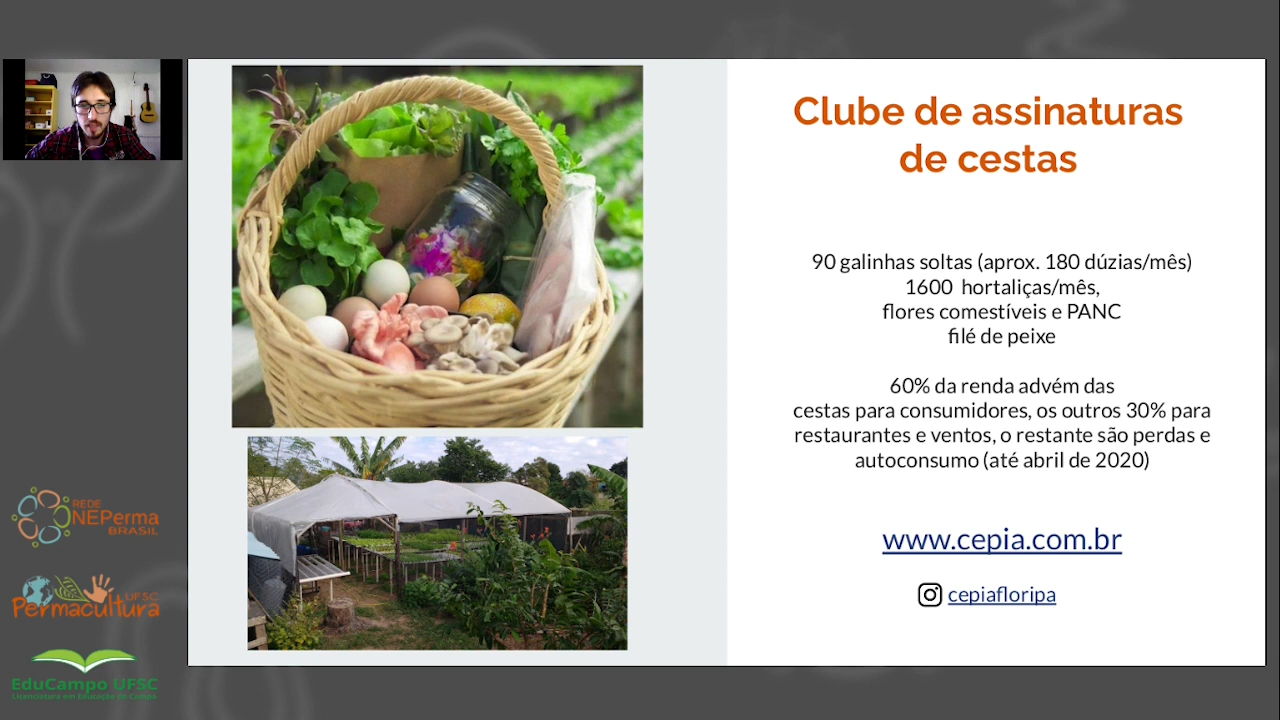 Clube de assinaturas
de cestas
90 galinhas soltas (aprox. 180 dúzias/mês)
1600 hortaliças/mês,
flores comestíveis e PANC
filé de peixe
60% da renda advém das
cestas para consumidores, os outros 30% para
restaurantes e ventos, o restante são perdas e
autoconsumo (até abril de 2020)
www.cepia.com.br
cepiafloripa
REDE
NEPerma
BRASIL
UFSC
Permacultura
EduCampo UFSC
Licenciatura em Educação do Campo